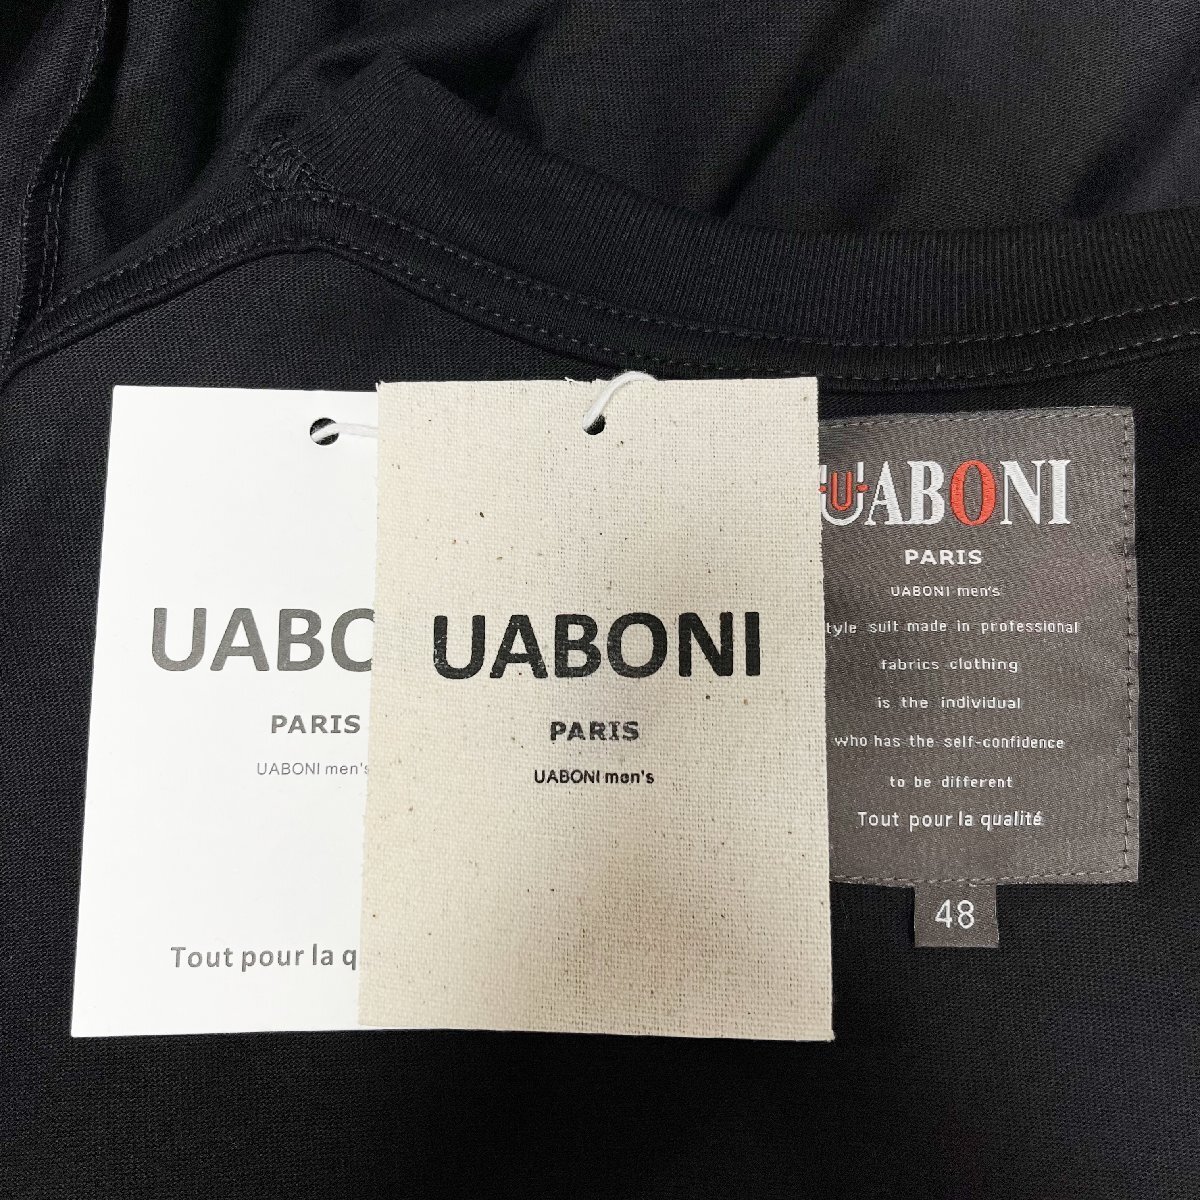 UABO
PARIS
UABONI men's
Tout pour la q
UABONI
PARIS
UABONI men's
UABONI
PARIS
UABONI men's
tyle suit made in professional
fabrics clothing
is the individual
who has the self-confidence
to be different
Tout pour la qualité
48